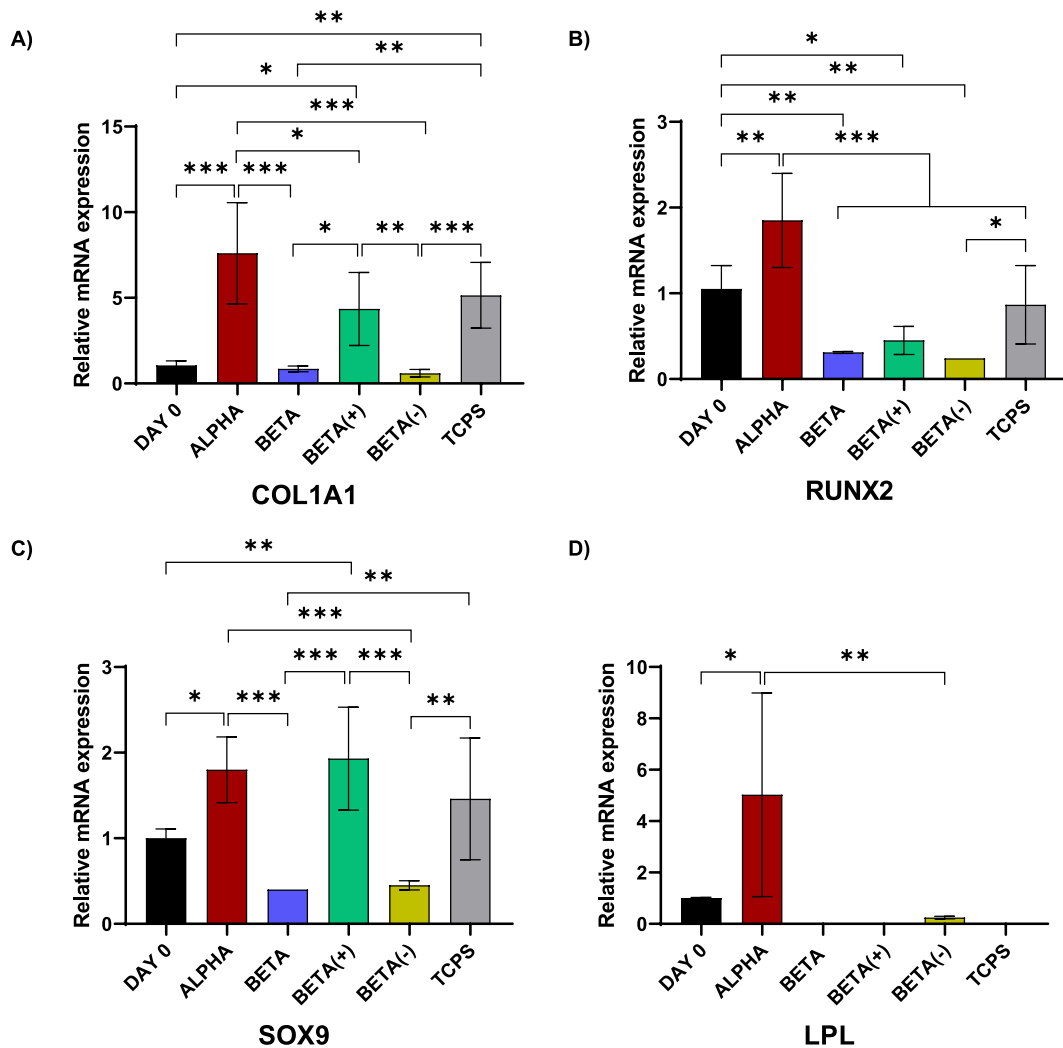 A)
**
**
*
***
*
*** ***
* ** ***
Relative mRNA expression
15
10
5
0
DAY 0 ALPHA BETA BETA(+) BETA(-) TCPS
COL1A1
B)
*
**
**
** ***
*
Relative mRNA expression
3
2
1
0
DAY 0 ALPHA BETA BETA(+) BETA(-) TCPS
RUNX2
C)
**
**
***
*** ***
* *** **
Relative mRNA expression
3
2
1
0
DAY 0 ALPHA BETA BETA(+) BETA(-) TCPS
SOX9
D)
* **
Relative mRNA expression
10
8
6
4
2
0
DAY 0 ALPHA BETA BETA(+) BETA(-) TCPS
LPL